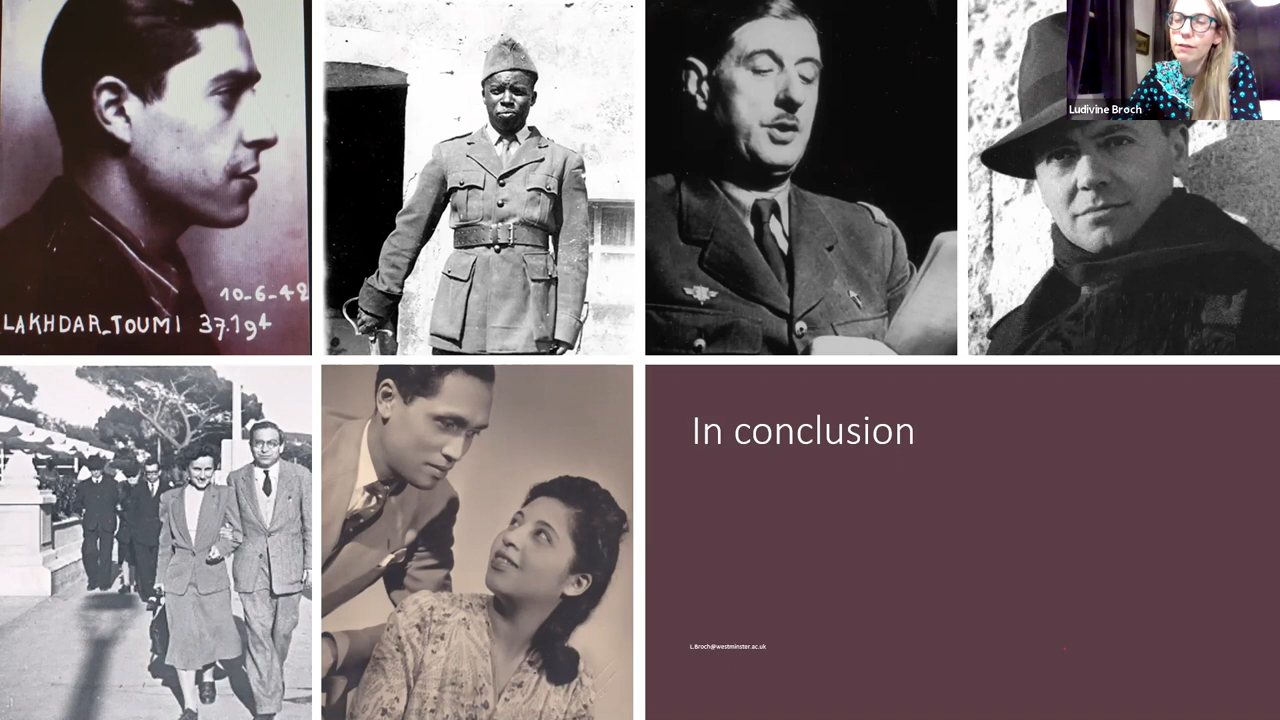 Ludivine Broch
10-6-42
LAKHDAR_TOUMI 37.194
In conclusion
L.Broch@westminster.ac.uk